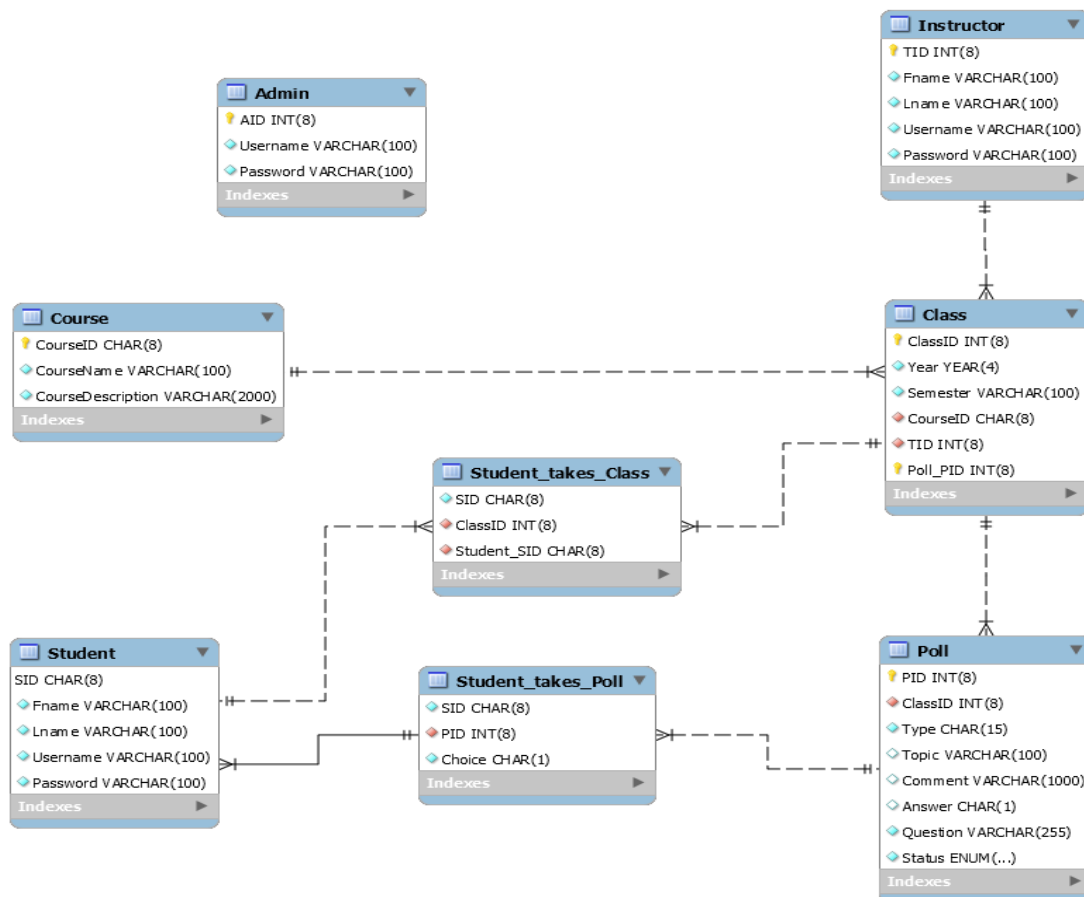 Instructor
TID INT(8)
Fname VARCHAR(100)
Lname VARCHAR(100)
Username VARCHAR(100)
Password VARCHAR(100)
Indexes
Admin
AID INT(8)
Username VARCHAR(100)
Password VARCHAR(100)
Indexes
Course
CourseID CHAR(8)
CourseName VARCHAR(100)
CourseDescription VARCHAR(2000)
Indexes
Class
ClassID INT(8)
Year YEAR(4)
Semester VARCHAR(100)
CourseID CHAR(8)
TID INT(8)
Poll_PID INT(8)
Indexes
Student_takes_Class
SID CHAR(8)
ClassID INT(8)
Student_SID CHAR(8)
Indexes
Student
SID CHAR(8)
Fname VARCHAR(100)
Lname VARCHAR(100)
Username VARCHAR(100)
Password VARCHAR(100)
Indexes
Student_takes_Poll
SID CHAR(8)
PID INT(8)
Choice CHAR(1)
Indexes
Poll
PID INT(8)
ClassID INT(8)
Type CHAR(15)
Topic VARCHAR(100)
Comment VARCHAR(1000)
Answer CHAR(1)
Question VARCHAR(255)
Status ENUM(...)
Indexes